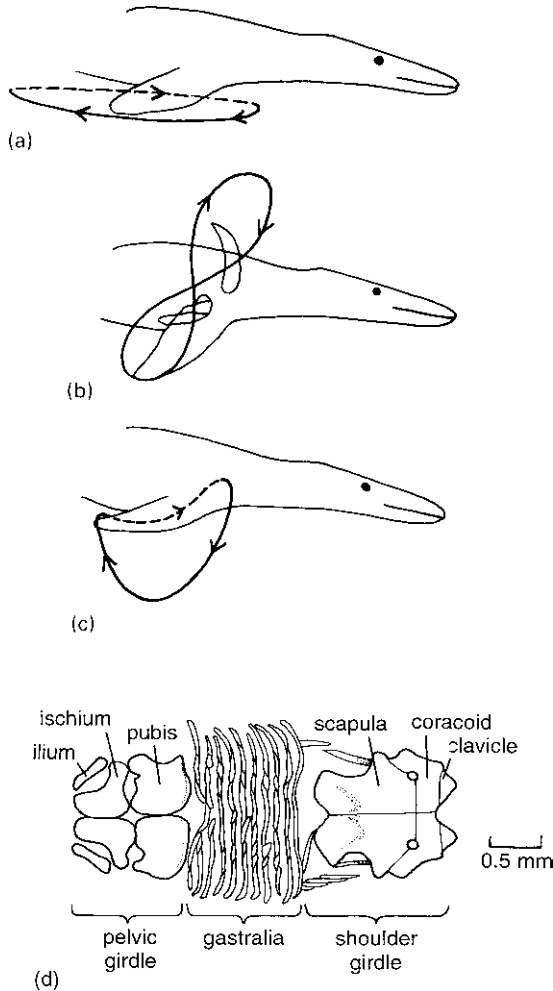 (a)
(b)
(c)
ischium
ilium
pubis
scapula
coracoid
clavicle
0.5 mm
pelvic
girdle
gastralia
shoulder
girdle
(d)